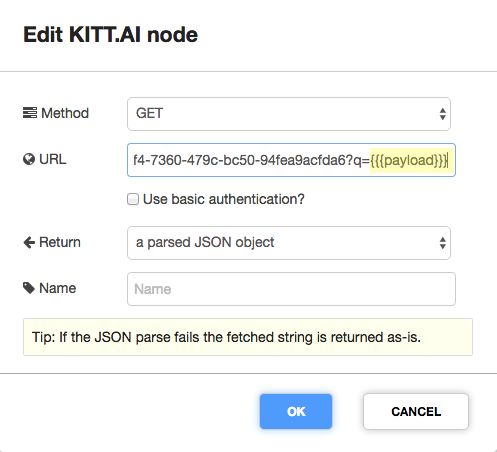 Edit KITT.AI node
Method
GET
URL
f4-7360-479c-bc50-94fea9acfda6?q={{{payload}}}
Use basic authentication?
Return
a parsed JSON object
Name
Name
Tip: If the JSON parse fails the fetched string is returned as-is.
OK
CANCEL